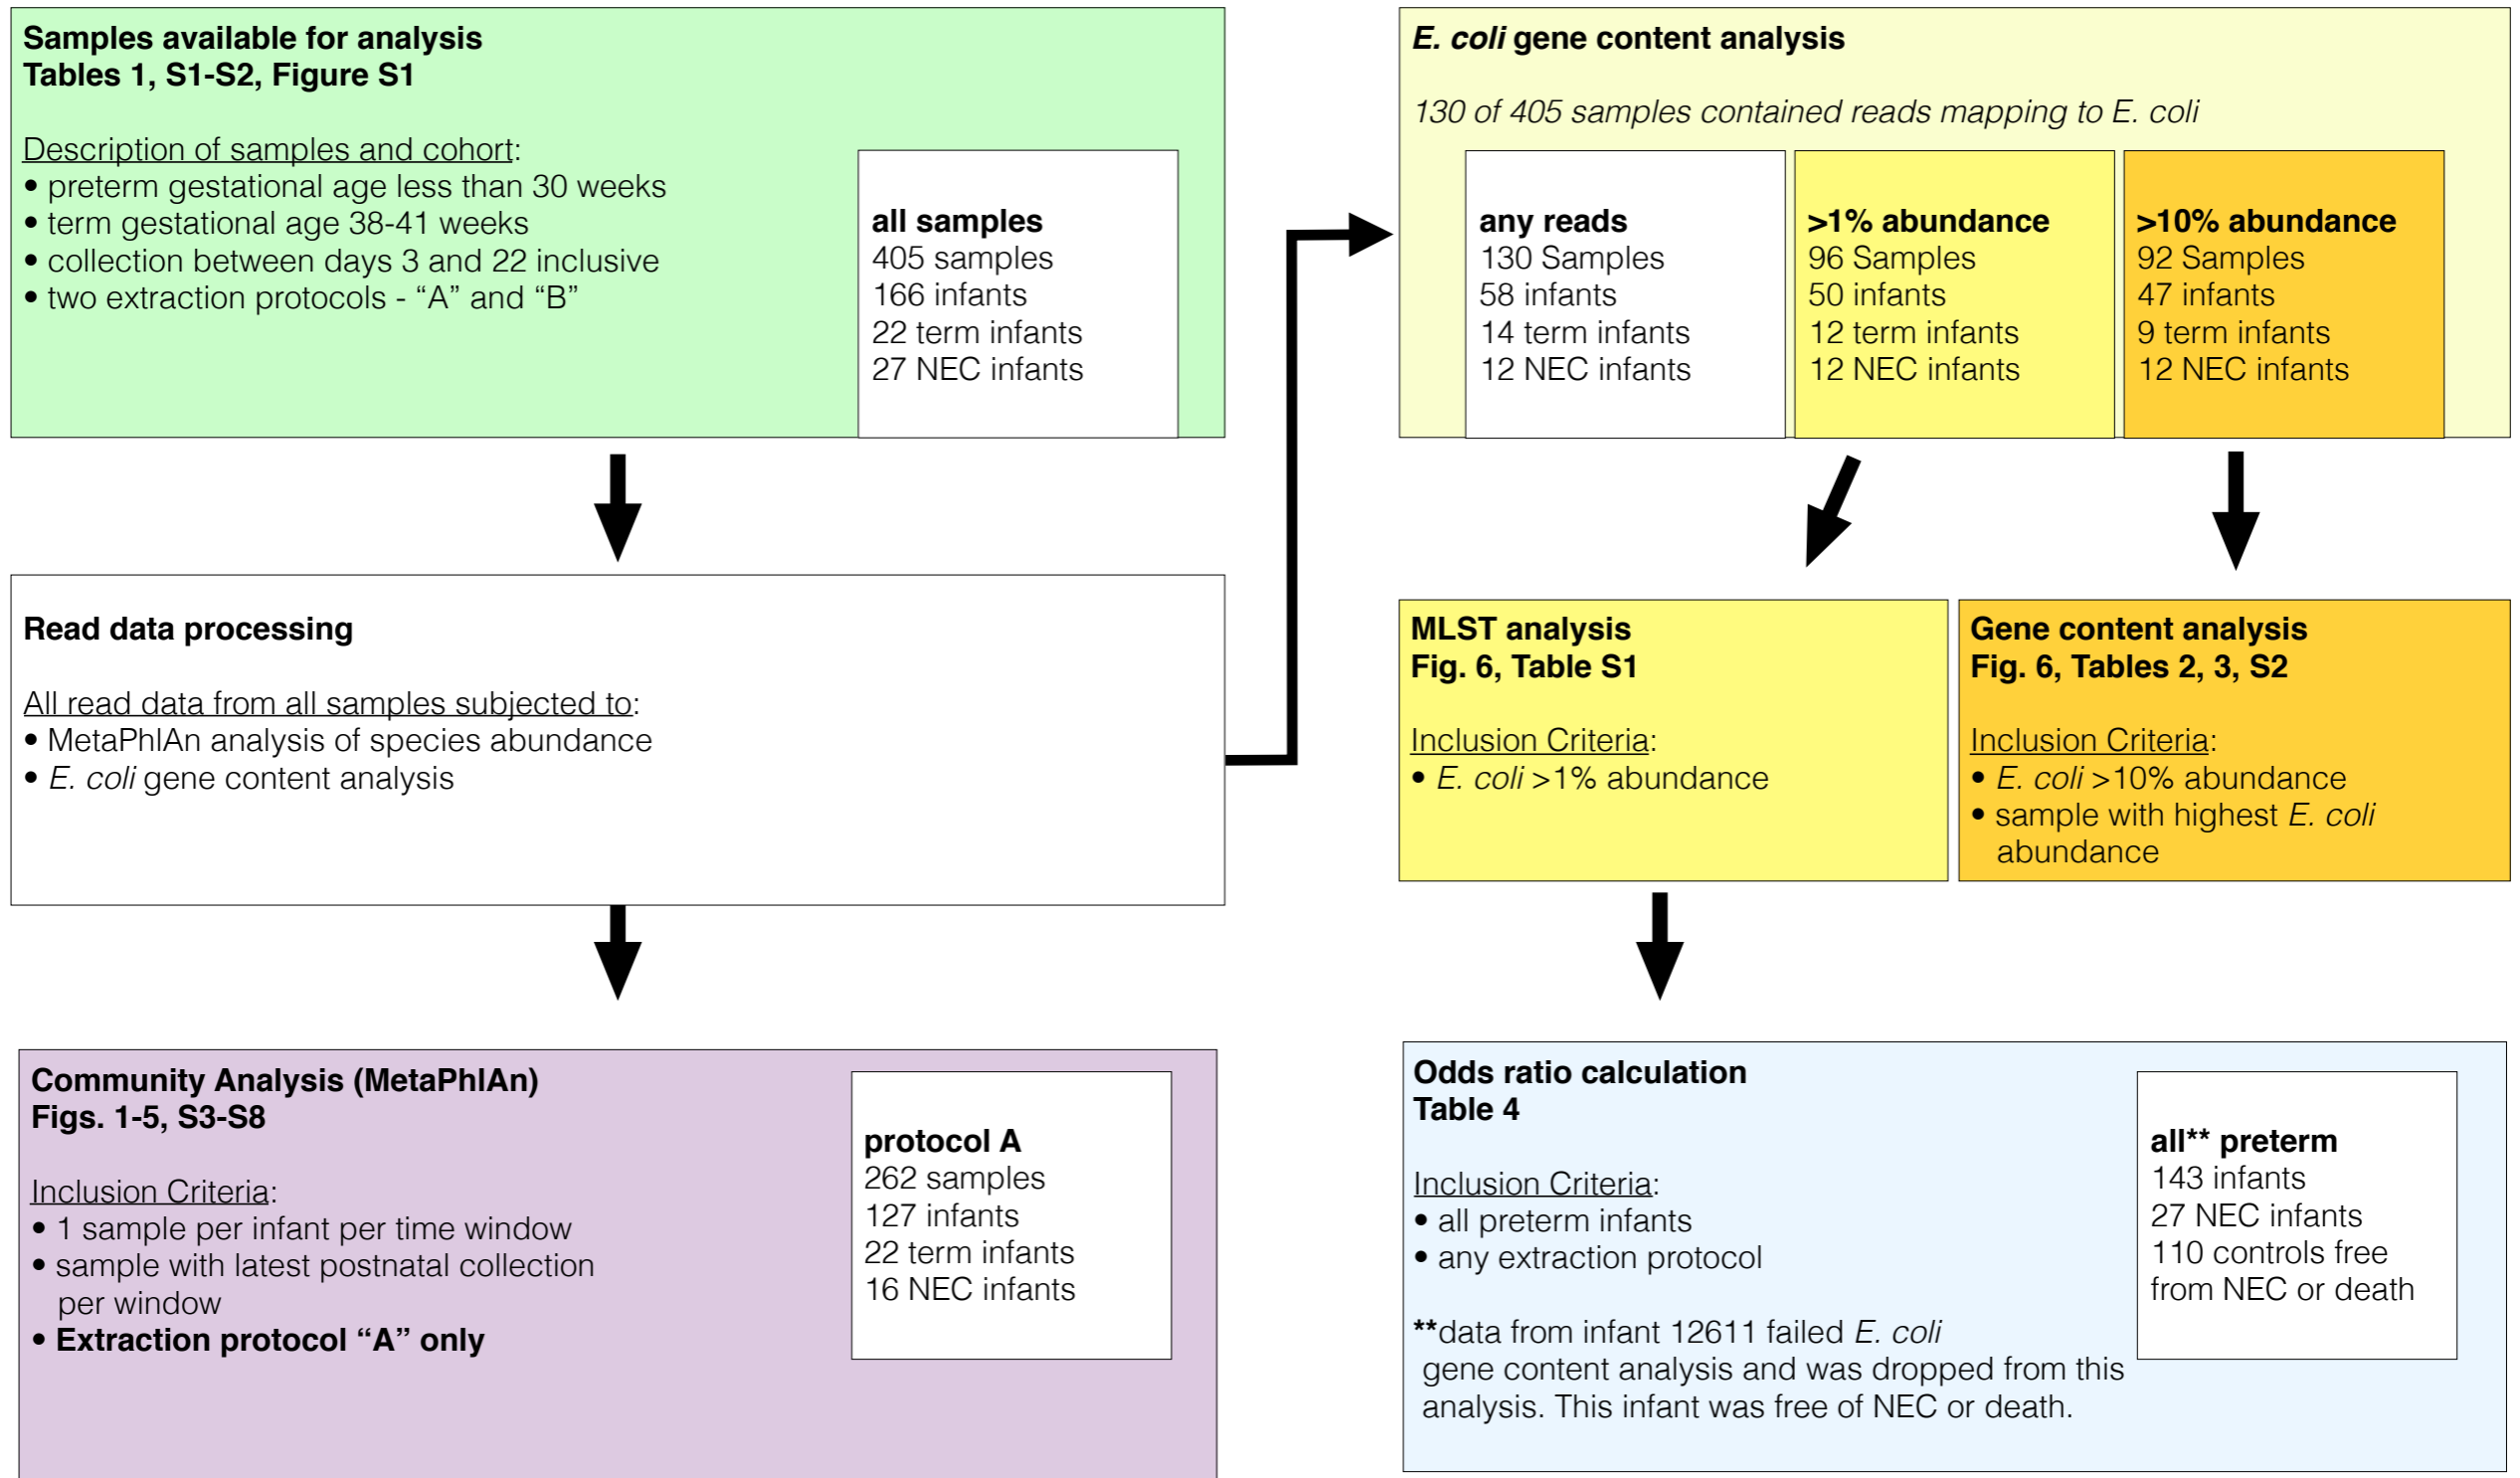 Samples available for analysis
Tables 1, S1-S2, Figure S1
Description of samples and cohort:
• preterm gestational age less than 30 weeks
• term gestational age 38-41 weeks
• collection between days 3 and 22 inclusive
• two extraction protocols - “A” and “B”
all samples
405 samples
166 infants
22 term infants
27 NEC infants
Read data processing
All read data from all samples subjected to:
• MetaPhlAn analysis of species abundance
• E. coli gene content analysis
Community Analysis (MetaPhlAn)
Figs. 1-5, S3-S8
Inclusion Criteria:
• 1 sample per infant per time window
• sample with latest postnatal collection
per window
• Extraction protocol “A” only
protocol A
262 samples
127 infants
22 term infants
16 NEC infants
E. coli gene content analysis
130 of 405 samples contained reads mapping to E. coli
any reads
130 Samples
58 infants
14 term infants
12 NEC infants
>1% abundance
96 Samples
50 infants
12 term infants
12 NEC infants
>10% abundance
92 Samples
47 infants
9 term infants
12 NEC infants
MLST analysis
Fig. 6, Table S1
Inclusion Criteria:
• E. coli >1% abundance
Gene content analysis
Fig. 6, Tables 2, 3, S2
Inclusion Criteria:
• E. coli >10% abundance
• sample with highest E. coli
abundance
Odds ratio calculation
Table 4
Inclusion Criteria:
• all preterm infants
• any extraction protocol
**data from infant 12611 failed E. coli
gene content analysis and was dropped from this
analysis. This infant was free of NEC or death.
all** preterm
143 infants
27 NEC infants
110 controls free
from NEC or death